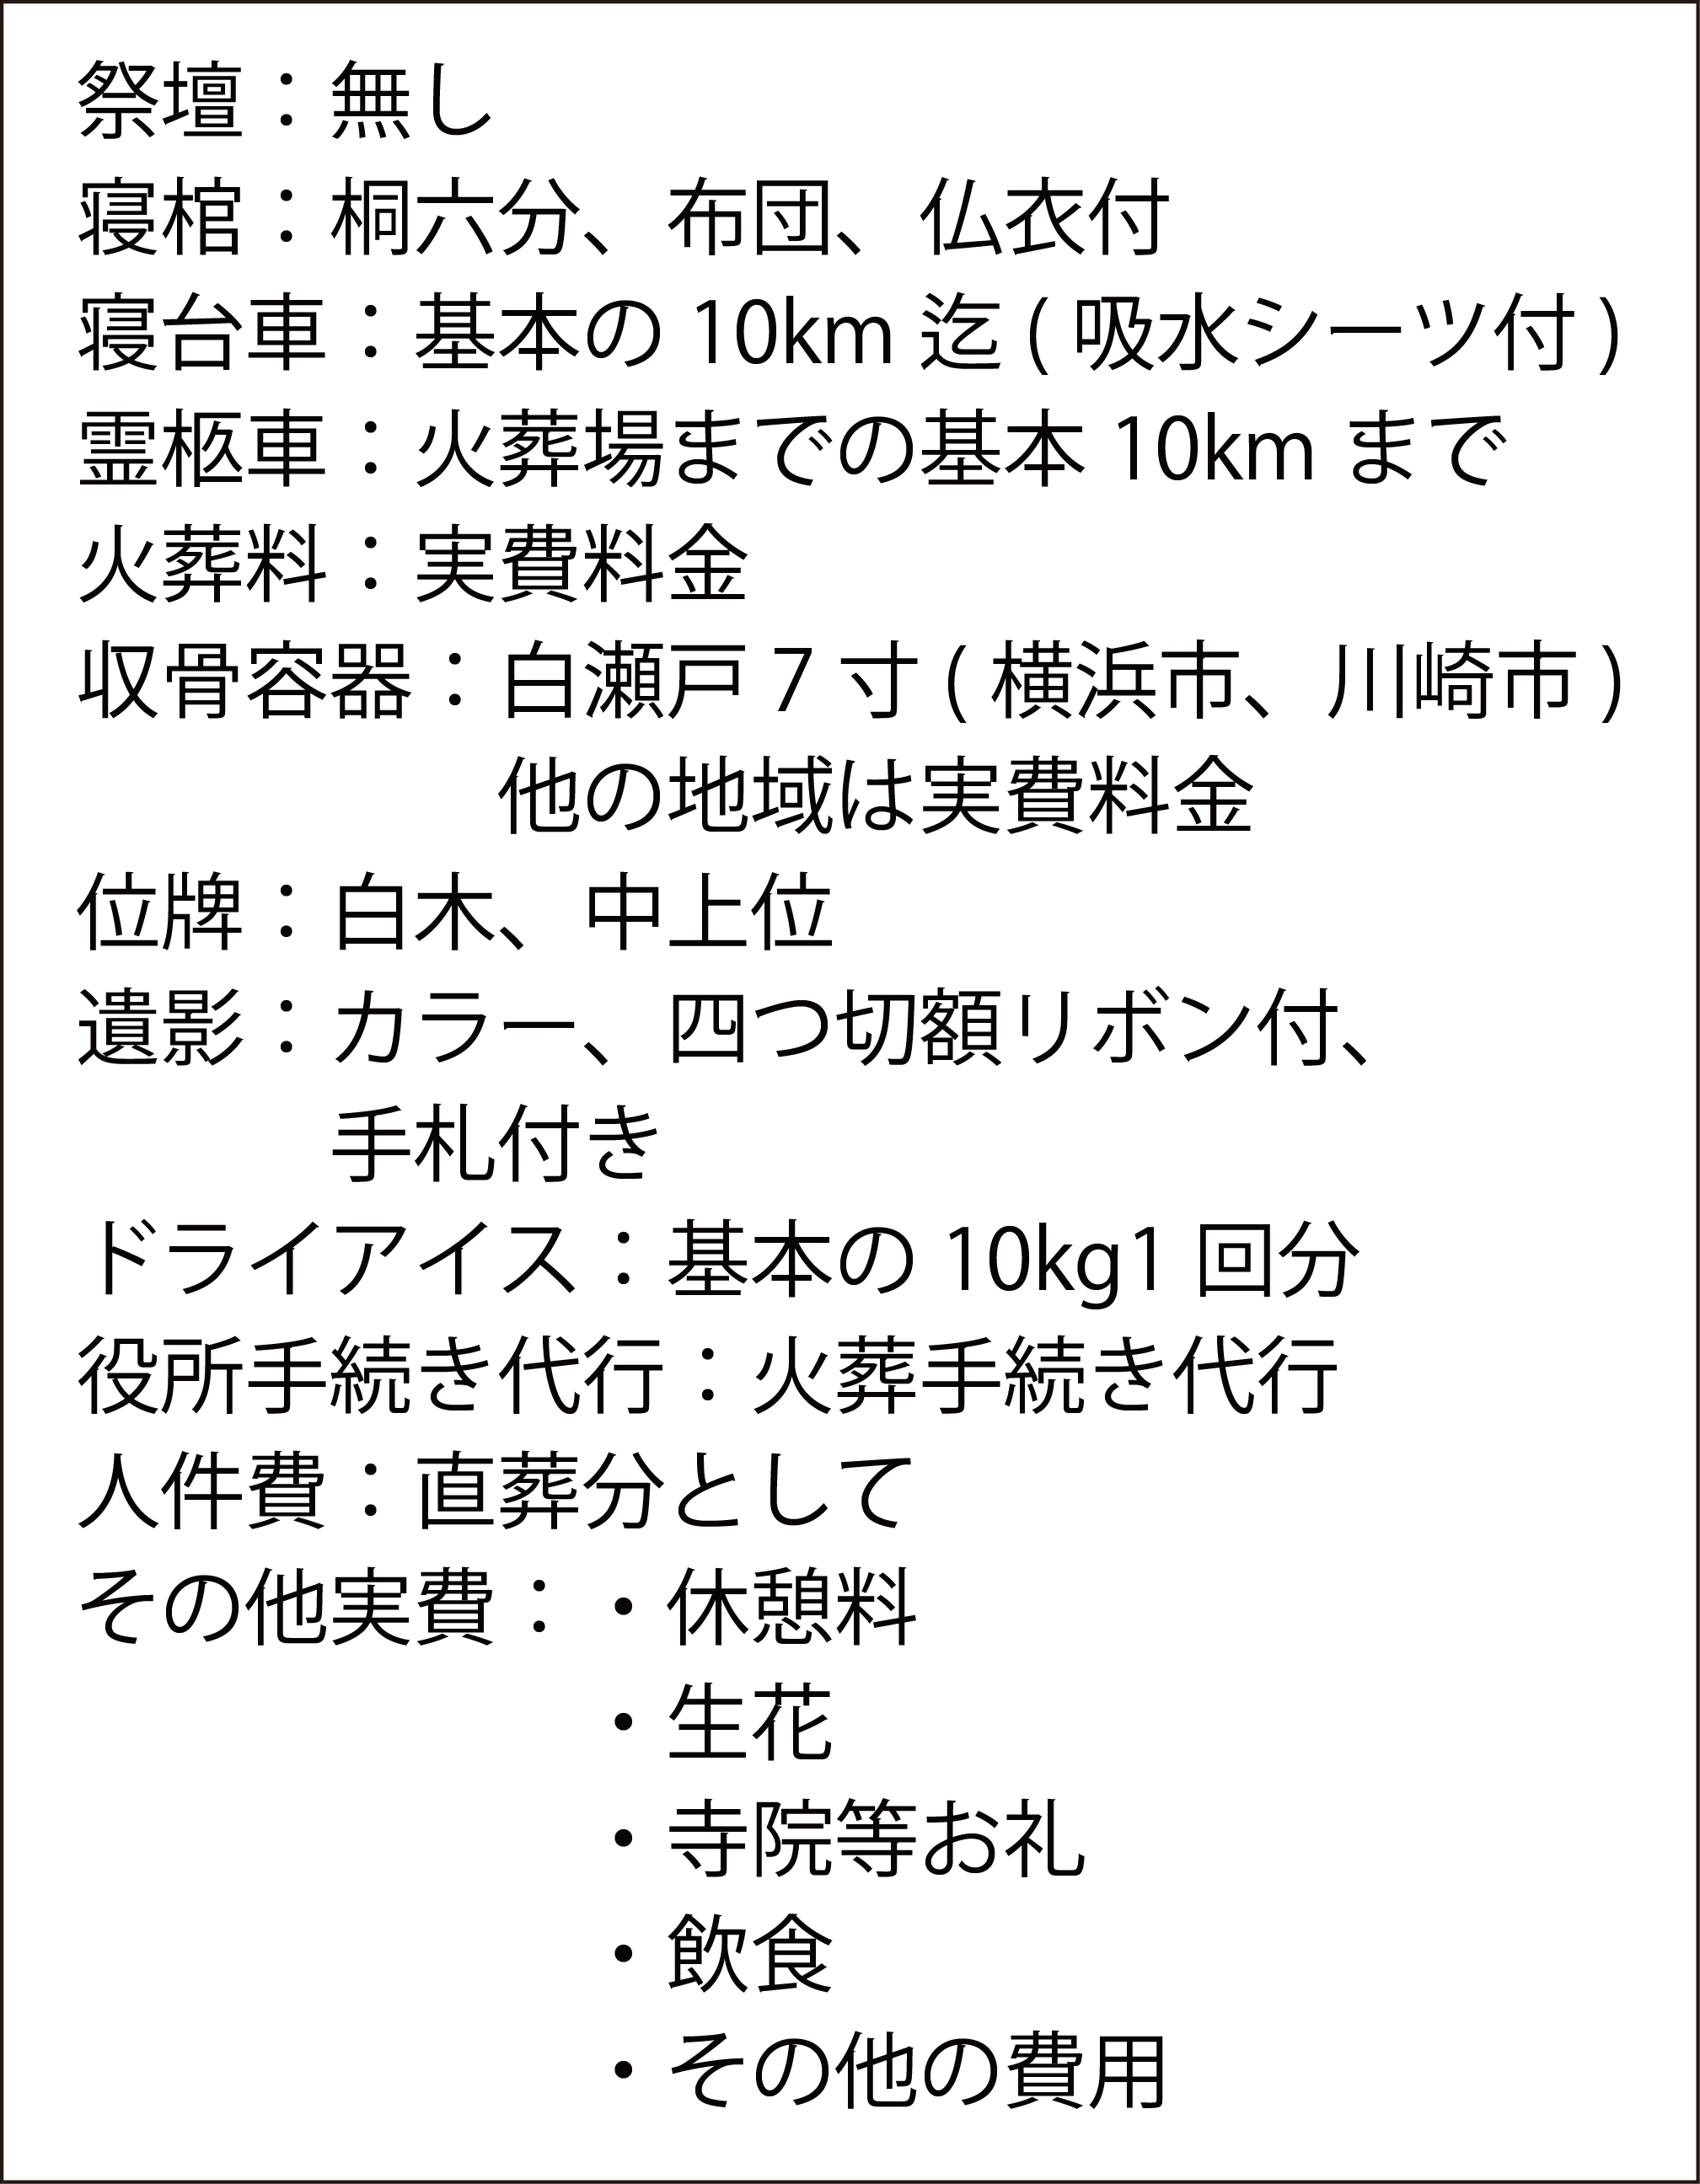 祭壇：無し
寝棺：桐六分、布団、仏衣付
寝台車：基本の 10km 迄 ( 吸水シーツ付 )
霊柩車：火葬場までの基本 10km まで
火葬料：実費料金
収骨容器：白瀬戸 7 寸 ( 横浜市、川崎市 )
他の地域は実費料金
位牌：白木、中上位
遺影：カラー、四つ切額リボン付、
手札付き
ドライアイス：基本の 10kg1 回分
役所手続き代行：火葬手続き代行
人件費：直葬分として
その他実費：・休憩料
・生花
・寺院等お礼
・飲食
・その他の費用